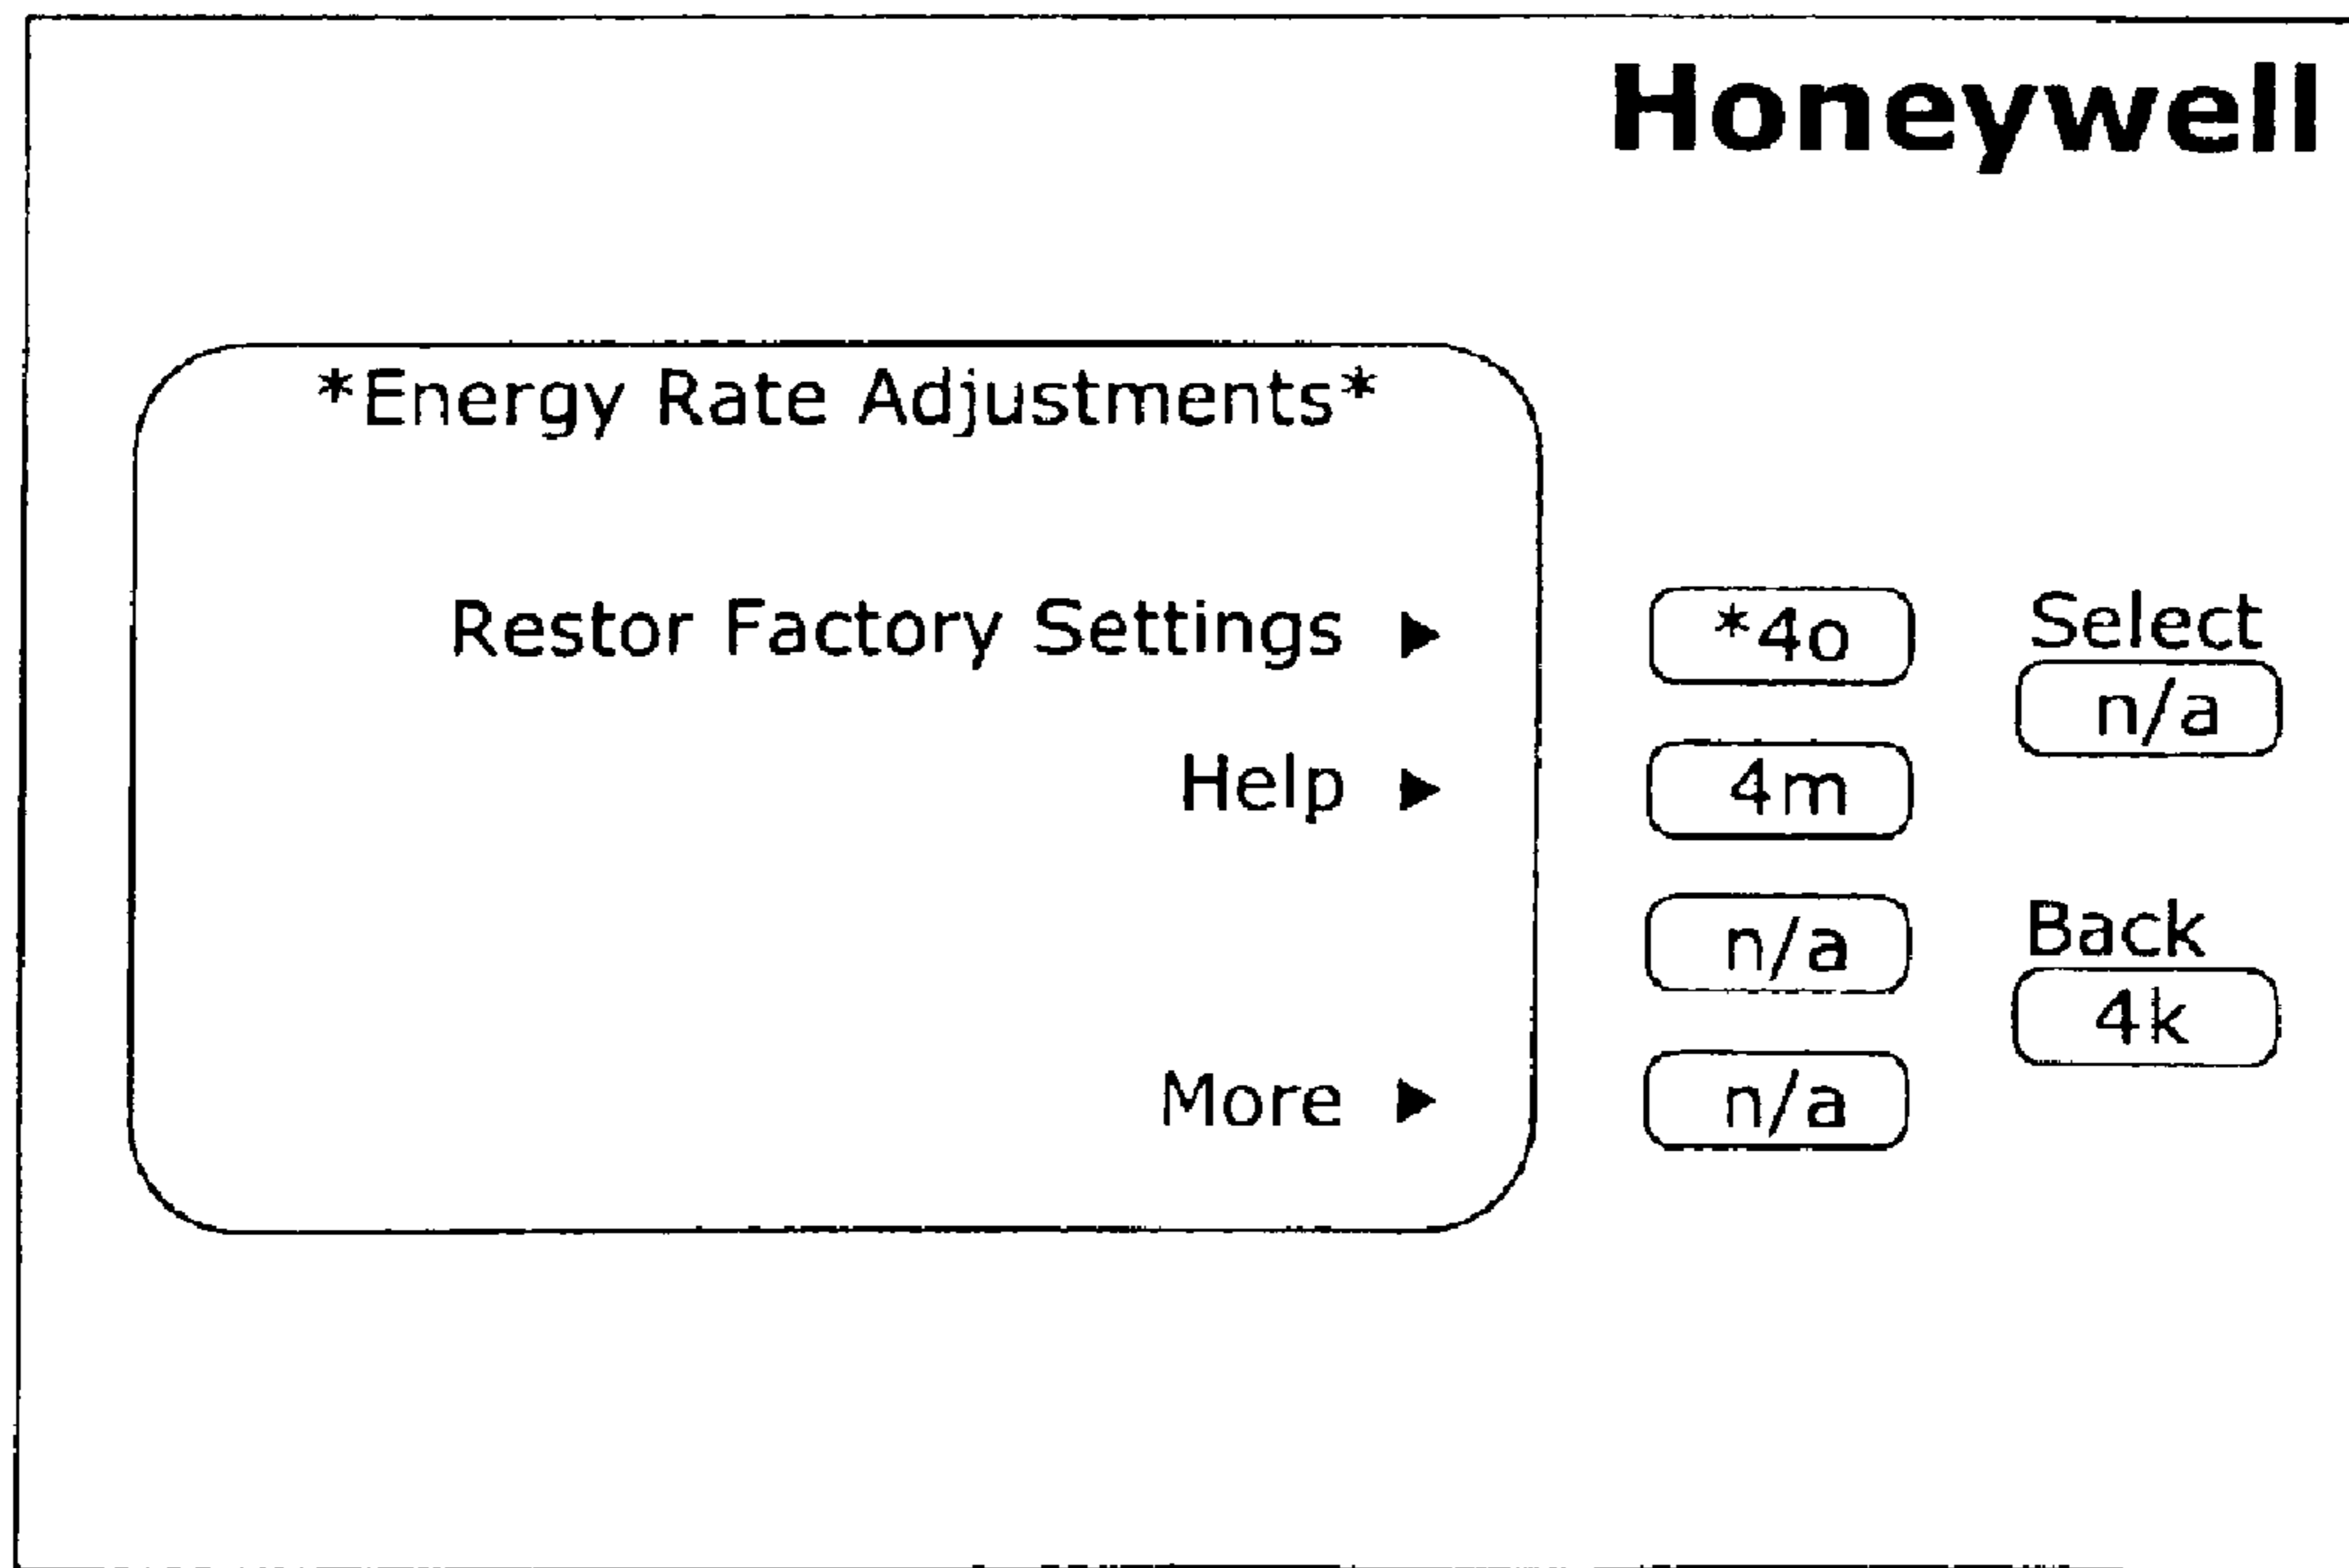 Honeywell
*Energy Rate Adjustments*
Restor Factory Settings ▶ *4o
Select
n/a
Help ▶ 4m
n/a
Back
4k
More ▶ n/a